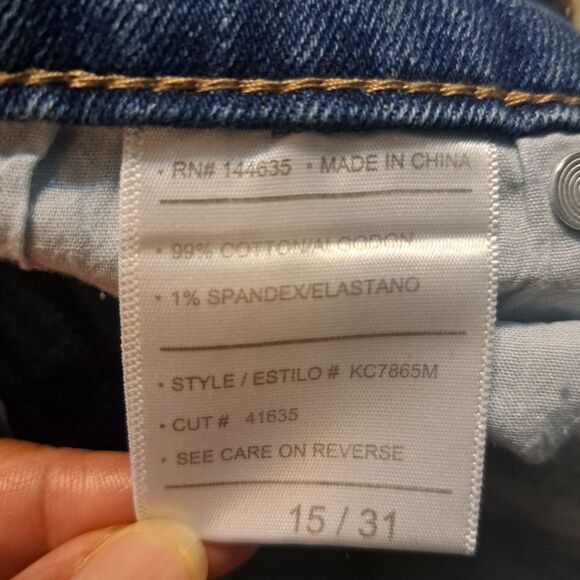 • RN# 144635 • MADE IN CHINA
• 99% COTTON/ALGODON
• 1% SPANDEX/ELASTANO
• STYLE / ESTILO # KC7865M
• CUT # 41635
• SEE CARE ON REVERSE
15 / 31